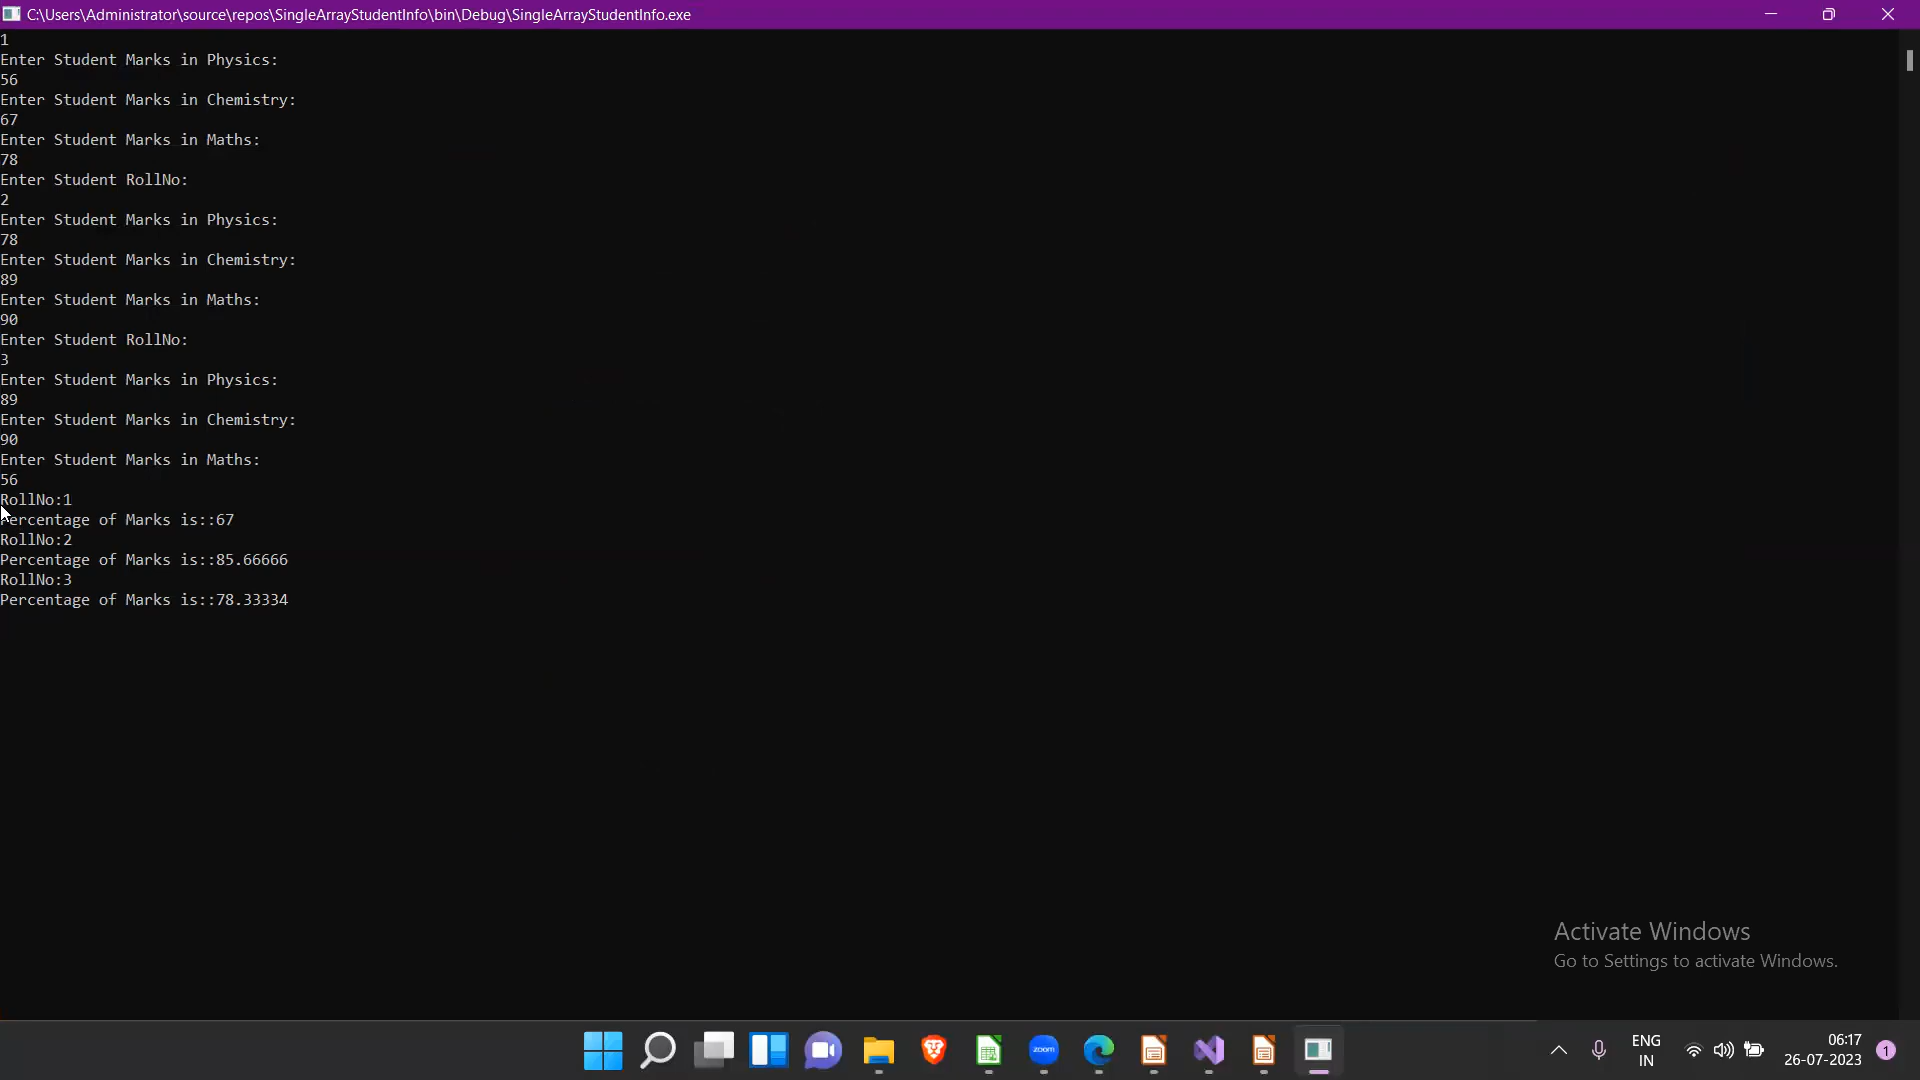 C:\Users\Administrator\source\repos\SingleArrayStudentInfo\bin\Debug\SingleArrayStudentInfo.exe
1
Enter Student Marks in Physics:
56
Enter Student Marks in Chemistry:
67
Enter Student Marks in Maths:
78
Enter Student RollNo:
2
Enter Student Marks in Physics:
78
Enter Student Marks in Chemistry:
89
Enter Student Marks in Maths:
90
Enter Student RollNo:
3
Enter Student Marks in Physics:
89
Enter Student Marks in Chemistry:
90
Enter Student Marks in Maths:
56
RollNo:1
Percentage of Marks is::67
RollNo:2
Percentage of Marks is::85.66666
RollNo:3
Percentage of Marks is::78.33334
Activate Windows
Go to Settings to activate Windows.
zoom
ENG
IN
06:17
26-07-2023
1